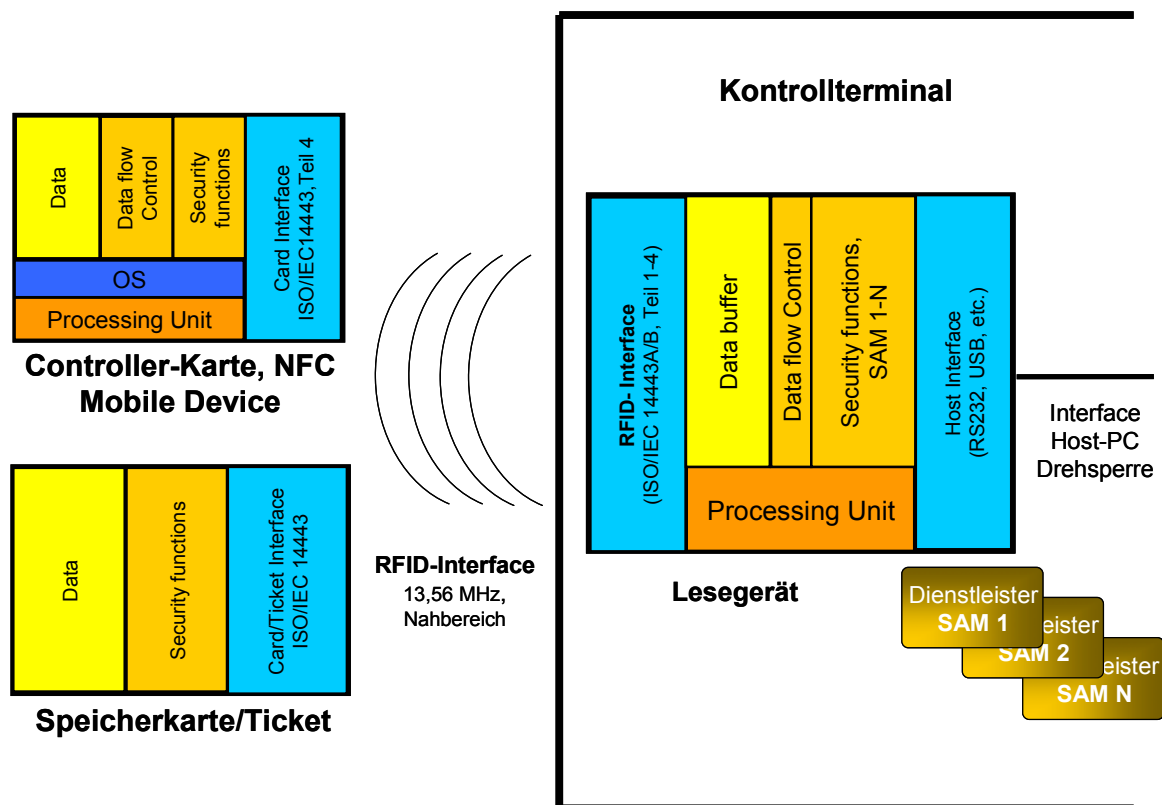 Kontrollterminal
Data
Data flow
Control
Security
functions
Card Interface
ISO/IEC14443,Teil 4
OS
Processing Unit
Controller-Karte, NFC
Mobile Device
Data
Security functions
Card/Ticket Interface
ISO/IEC 14443
Speicherkarte/Ticket
RFID-Interface
13,56 MHz,
Nahbereich
RFID- Interface
(ISO/IEC 14443A/B, Teil 1-4)
Data buffer
Data flow Control
Security functions,
SAM 1-N
Host Interface
(RS232, USB, etc.)
Processing Unit
Lesegerät
Interface
Host-PC
Drehsperre
Dienstleister
SAM 1
leister
SAM 2
leister
SAM N